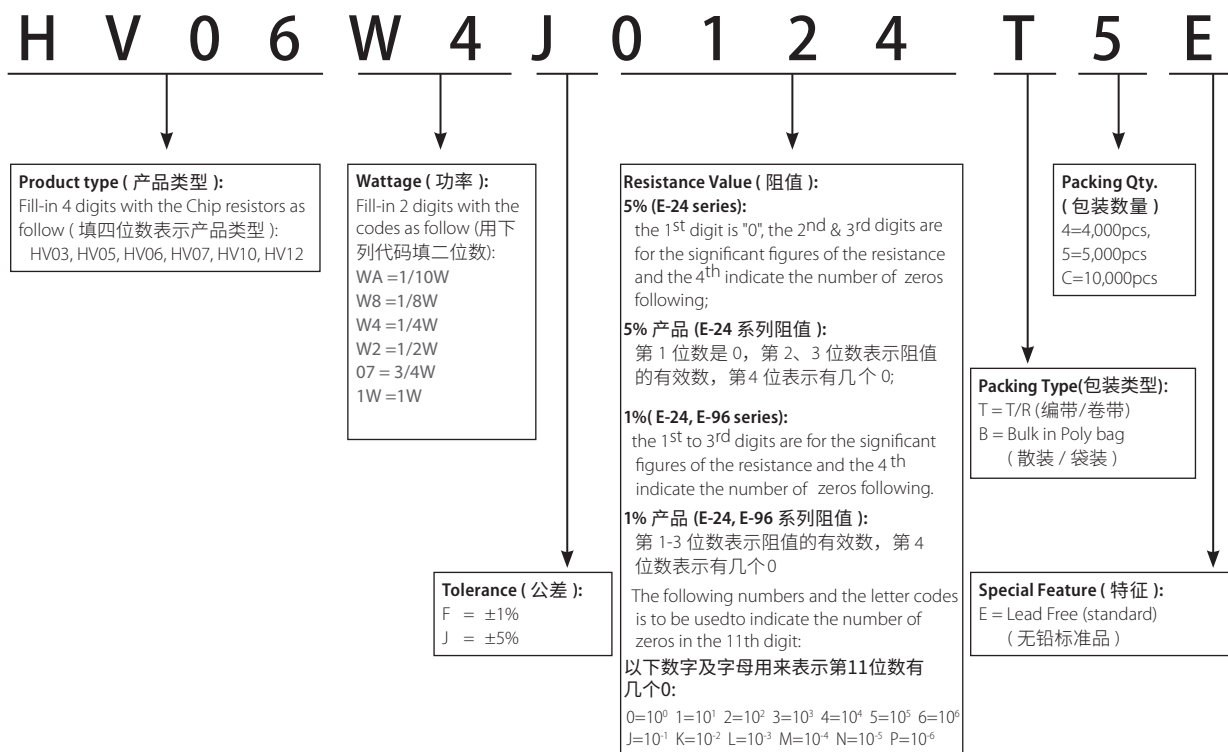 H V 0 6 W 4 J 0 1 2 4 T 5 E
Product type ( 产品类型 ):
Fill-in 4 digits with the Chip resistors as
follow ( 填四位数表示产品类型 ):
HV03, HV05, HV06, HV07, HV10, HV12
Wattage ( 功率 ):
Fill-in 2 digits with the
codes as follow (用下
列代码填二位数):
WA =1/10W
W8 =1/8W
W4 =1/4W
W2 =1/2W
07 = 3/4W
1W =1W
Tolerance ( 公差 ):
F = ±1%
J = ±5%
Resistance Value ( 阻值 ):
5% (E-24 series):
the 1st digit is "0", the 2nd & 3rd digits are
for the significant figures of the resistance
and the 4th indicate the number of zeros
following;
5% 产品 (E-24 系列阻值 ):
第 1 位数是 0，第 2、3 位数表示阻值
的有效数，第4 位表示有几个 0;
1%( E-24, E-96 series):
the 1st to 3rd digits are for the significant
figures of the resistance and the 4 th
indicate the number of zeros following.
1% 产品 (E-24, E-96 系列阻值 ):
第 1-3 位数表示阻值的有效数，第 4
位数表示有几个0
The following numbers and the letter codes
is to be usedto indicate the number of
zeros in the 11th digit:
以下数字及字母用来表示第11位数有
几个0:
0=10⁰ 1=10¹ 2=10² 3=10³ 4=10⁴ 5=10⁵ 6=10⁶
J=10⁻¹ K=10⁻² L=10⁻³ M=10⁻⁴ N=10⁻⁵ P=10⁻⁶
Packing Qty.
( 包装数量 )
4=4,000pcs,
5=5,000pcs
C=10,000pcs
Packing Type(包装类型):
T = T/R (编带/卷带)
B = Bulk in Poly bag
( 散装 / 袋装 )
Special Feature ( 特征 ):
E = Lead Free (standard)
( 无铅标准品 )